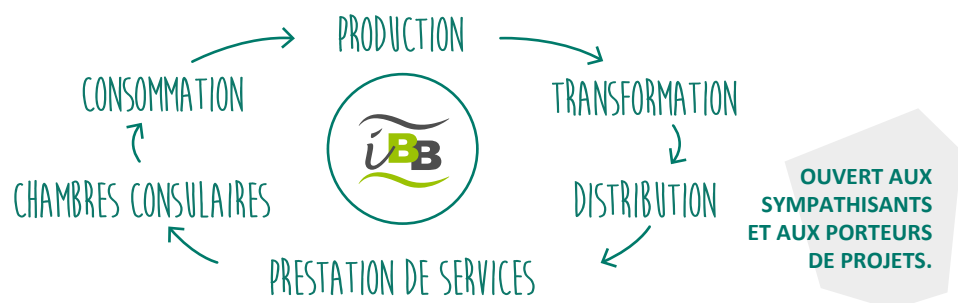 PRODUCTION
CONSOMMATION
TRANSFORMATION
iBB
CHAMBRES CONSULAIRES
DISTRIBUTION
PRESTATION DE SERVICES
OUVERT AUX
SYMPATHISANTS
ET AUX PORTEURS
DE PROJETS.